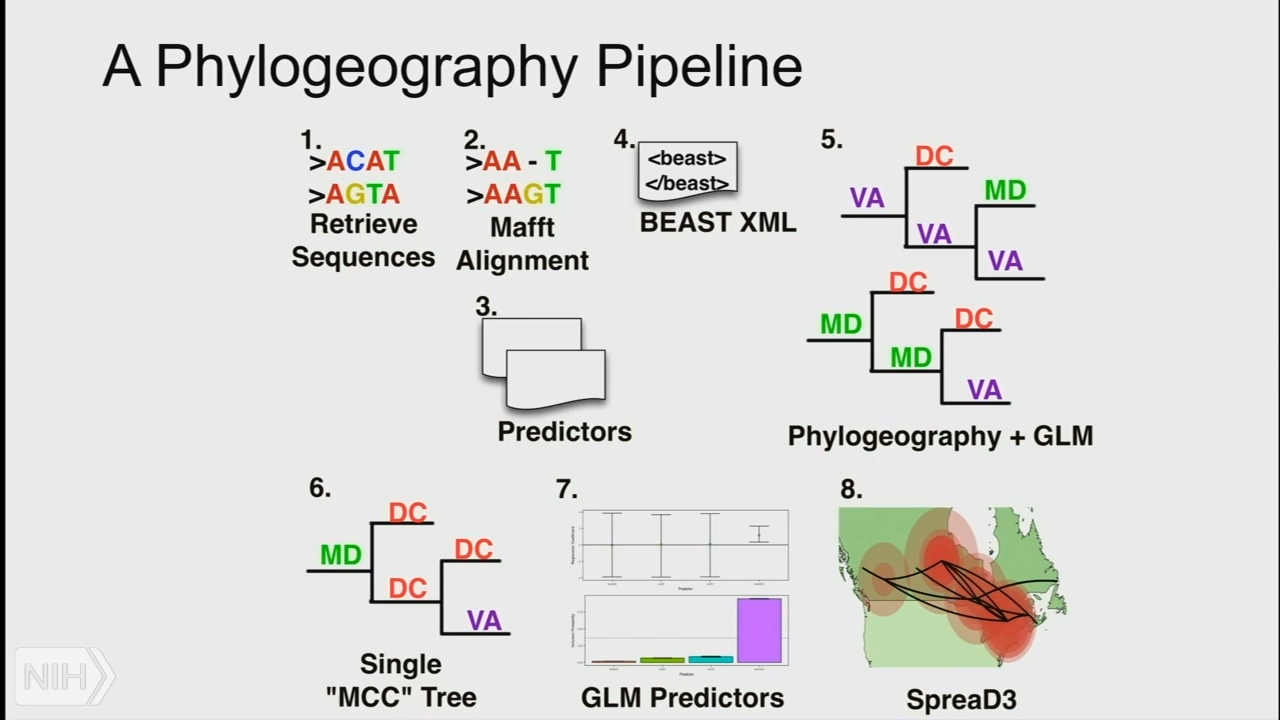 A Phylogeography Pipeline
1.
>ACAT
>AGTA
Retrieve
Sequences
2.
>AA - T
>AAGT
Mafft
Alignment
3.
Predictors
4.
<beast>
</beast>
BEAST XML
5.
DC
VA
MD
VA
VA
DC
MD
DC
MD
VA
Phylogeography + GLM
6.
DC
MD
DC
DC
VA
Single
"MCC" Tree
7.
Predictor
Predictor
GLM Predictors
8.
SpreaD3
NIH